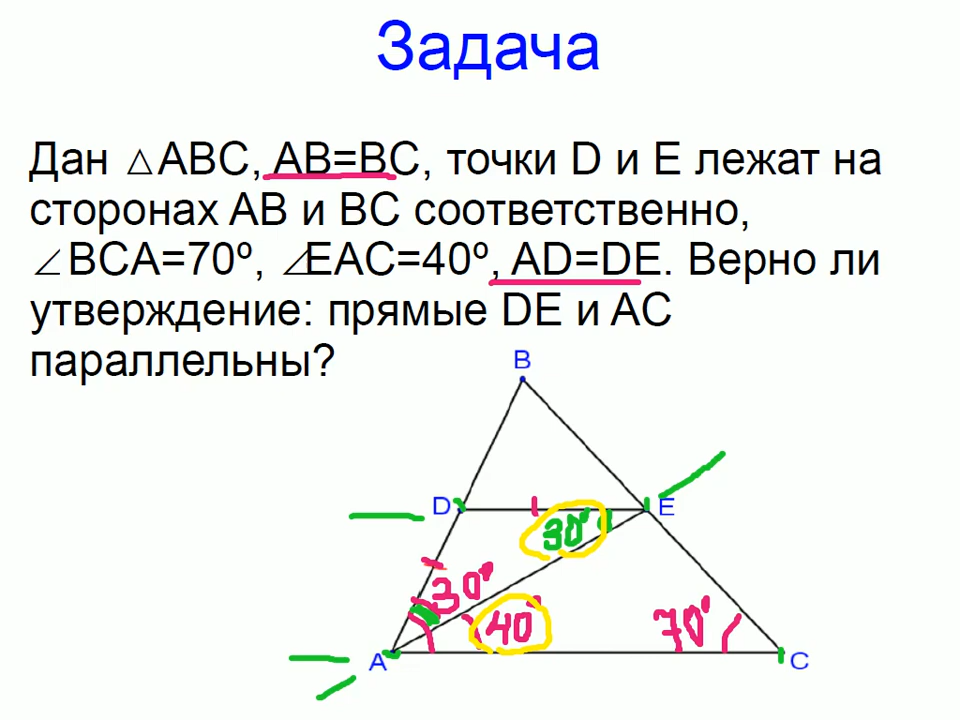 Задача
Дан △ABC, AB=BC, точки D и E лежат на
сторонах AB и BC соответственно,
∠BCA=70º, ∠EAC=40º, AD=DE. Верно ли
утверждение: прямые DE и AC
параллельны?
B
D
E
30°
30°
40°
70°
A
C